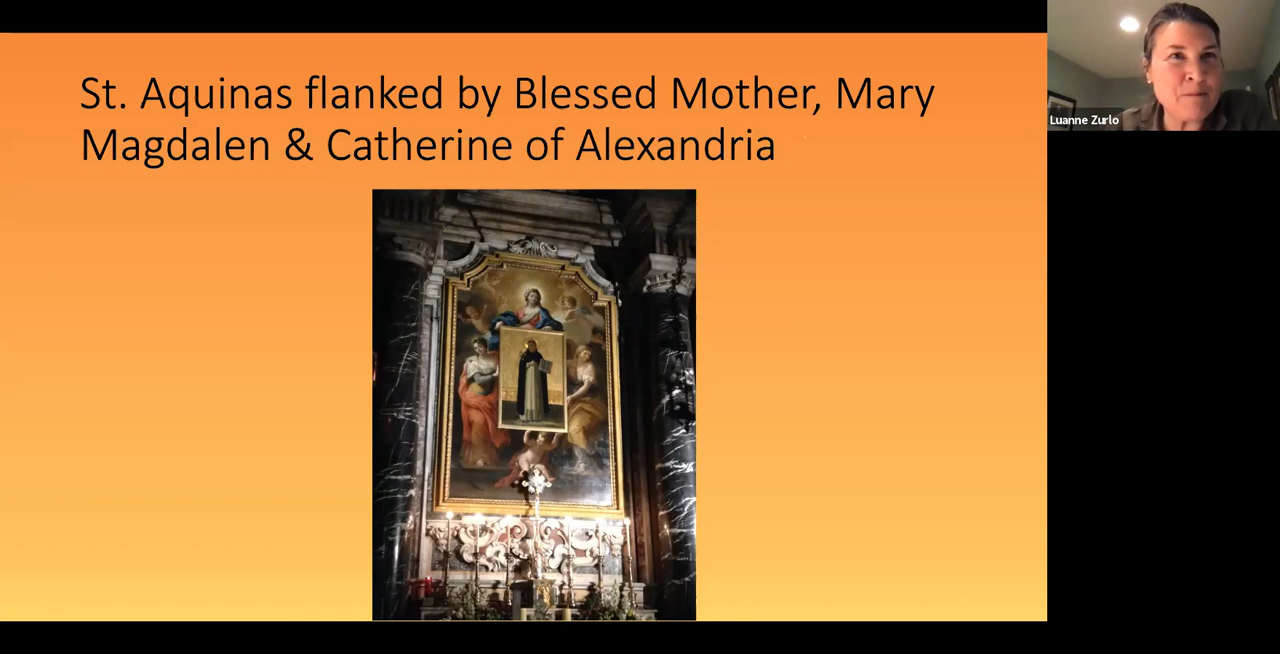 St. Aquinas flanked by Blessed Mother, Mary
Magdalen & Catherine of Alexandria
Luanne Zurlo